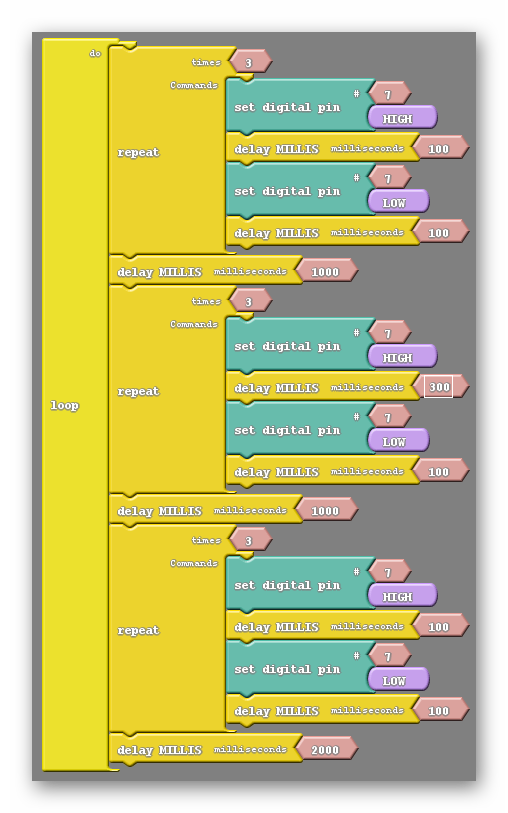 do
times 3
Commands
set digital pin # 7
HIGH
repeat
delay MILLIS milliseconds 100
set digital pin # 7
LOW
delay MILLIS milliseconds 100
delay MILLIS milliseconds 1000
times 3
Commands
set digital pin # 7
HIGH
repeat
delay MILLIS milliseconds 300
loop
set digital pin # 7
LOW
delay MILLIS milliseconds 100
delay MILLIS milliseconds 1000
times 3
Commands
set digital pin # 7
HIGH
repeat
delay MILLIS milliseconds 100
set digital pin # 7
LOW
delay MILLIS milliseconds 100
delay MILLIS milliseconds 2000